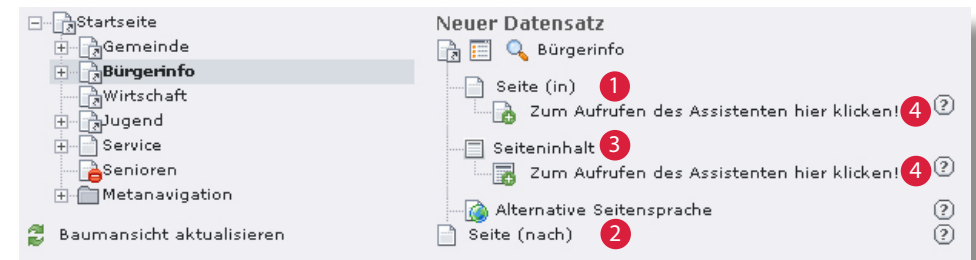 Startseite
Gemeinde
Bürgerinfo
Wirtschaft
Jugend
Service
Senioren
Metanavigation
Baumansicht aktualisieren
Neuer Datensatz
Bürgerinfo
Seite (in) 1
Zum Aufrufen des Assistenten hier klicken! 4 ?
Seiteninhalt 3
Zum Aufrufen des Assistenten hier klicken! 4 ?
Alternative Seitensprache ?
Seite (nach) 2 ?